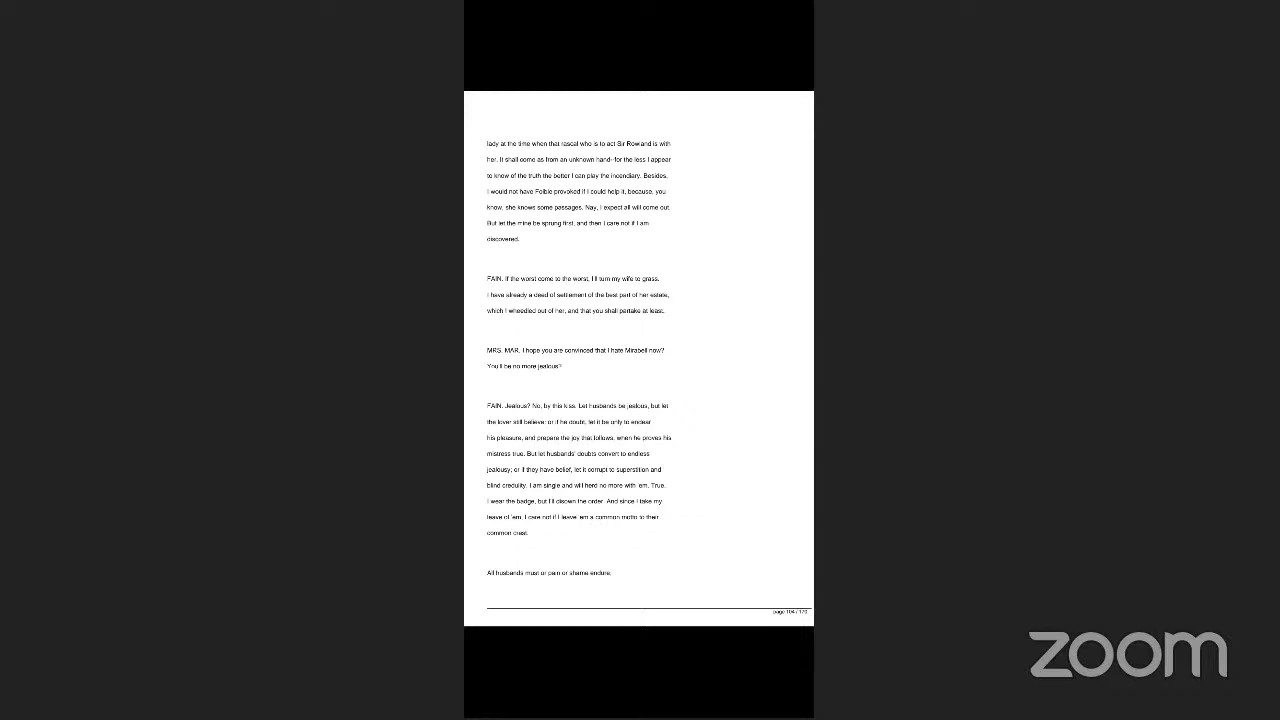 lady at the time when that rascal who is to act Sir Rowland is with
her. It shall come as from an unknown hand--for the less I appear
to know of the truth the better I can play the incendiary. Besides,
I would not have Foible provoked if I could help it, because, you
know, she knows some passages. Nay, I expect all will come out.
But let the mine be sprung first, and then I care not if I am
discovered.
FAIN. If the worst come to the worst, I'll turn my wife to grass.
I have already a deed of settlement of the best part of her estate,
which I wheedled out of her, and that you shall partake at least.
MRS. MAR. I hope you are convinced that I hate Mirabell now?
You'll be no more jealous?
FAIN. Jealous? No, by this kiss. Let husbands be jealous, but let
the lover still believe: or if he doubt, let it be only to endear
his pleasure, and prepare the joy that follows, when he proves his
mistress true. But let husbands' doubts convert to endless
jealousy; or if they have belief, let it corrupt to superstition and
blind credulity. I am single and will herd no more with 'em. True,
I wear the badge, but I'll disown the order. And since I take my
leave of 'em, I care not if I leave 'em a common motto to their
common crest.
All husbands must or pain or shame endure;
page 104 / 170
zoom